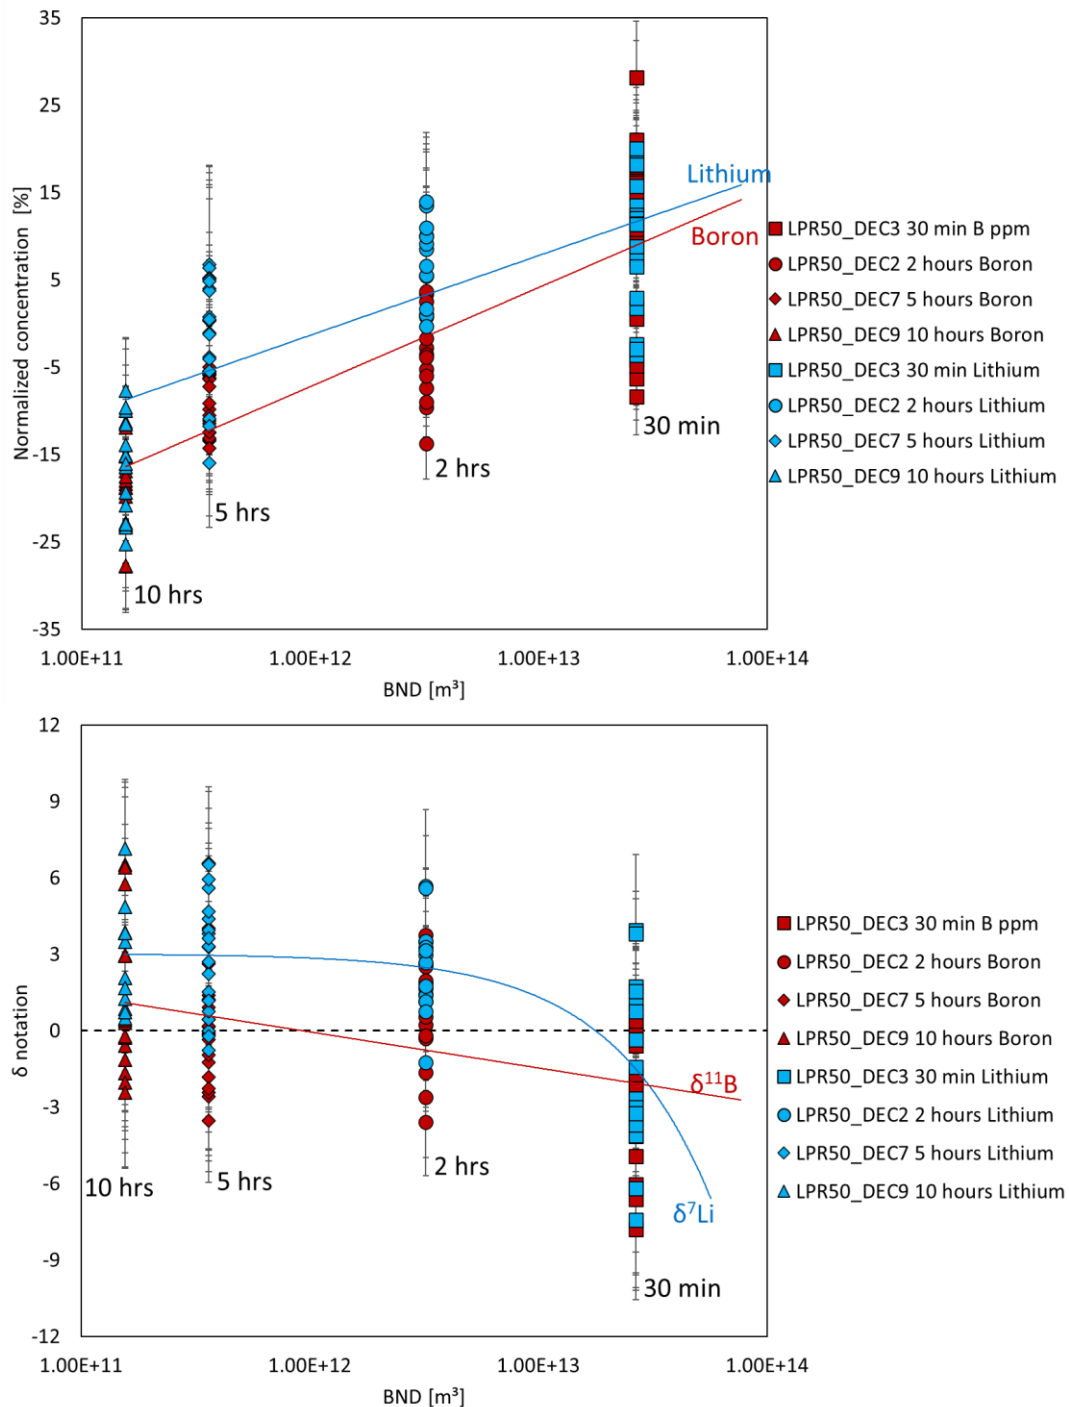 35
25
15
5
-5
-15
-25
-35
Normalized concentration [%]
Lithium
Boron
30 min
2 hrs
5 hrs
10 hrs
1.00E+11
1.00E+12
1.00E+13
1.00E+14
BND [m³]
LPR50_DEC3 30 min B ppm
LPR50_DEC2 2 hours Boron
LPR50_DEC7 5 hours Boron
LPR50_DEC9 10 hours Boron
LPR50_DEC3 30 min Lithium
LPR50_DEC2 2 hours Lithium
LPR50_DEC7 5 hours Lithium
LPR50_DEC9 10 hours Lithium
12
9
6
3
0
-3
-6
-9
-12
δ notation
δ¹¹B
δ⁷Li
10 hrs
5 hrs
2 hrs
30 min
1.00E+11
1.00E+12
1.00E+13
1.00E+14
BND [m³]
LPR50_DEC3 30 min B ppm
LPR50_DEC2 2 hours Boron
LPR50_DEC7 5 hours Boron
LPR50_DEC9 10 hours Boron
LPR50_DEC3 30 min Lithium
LPR50_DEC2 2 hours Lithium
LPR50_DEC7 5 hours Lithium
LPR50_DEC9 10 hours Lithium